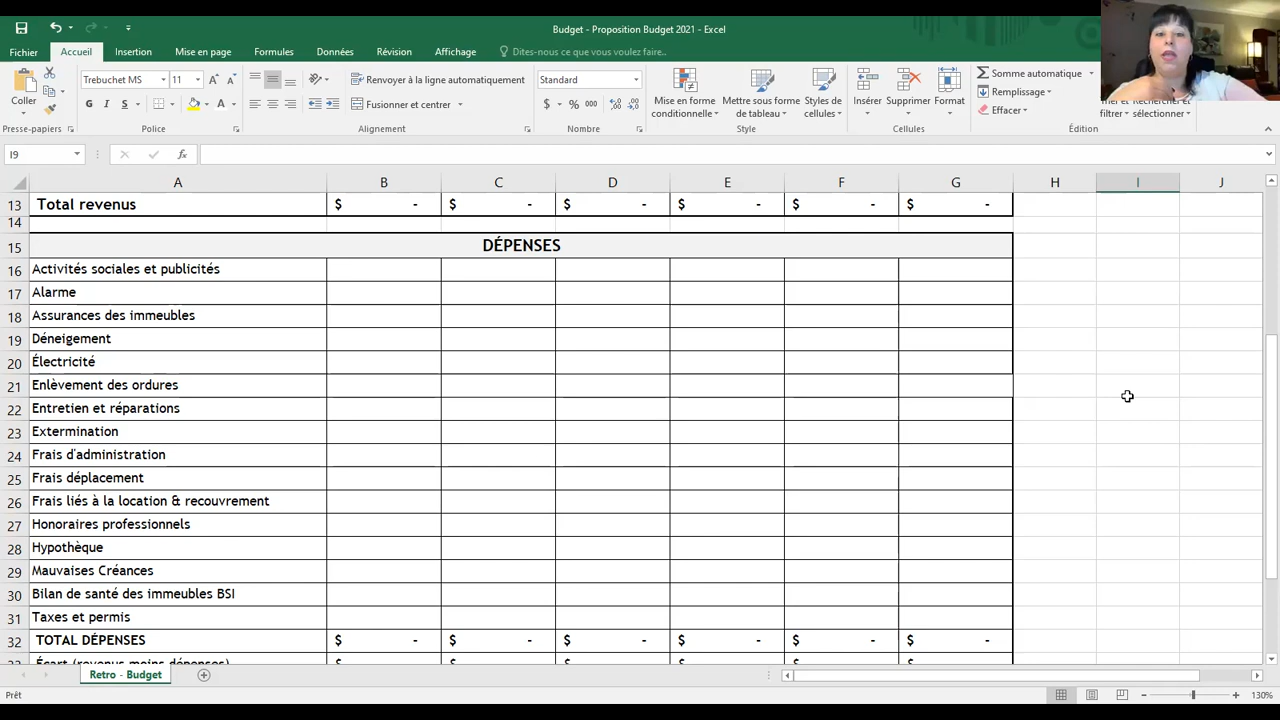 Budget - Proposition Budget 2021 - Excel
Fichier Accueil Insertion Mise en page Formules Données Révision Affichage Dites-nous ce que vous voulez faire..
Coller
Trebuchet MS 11
G I S
Renvoyer à la ligne automatiquement
Fusionner et centrer
Standard
$ % 000
Mise en forme conditionnelle
Mettre sous forme de tableau
Styles de cellules
Insérer Supprimer Format
Somme automatique
Remplissage
Effacer
filtrer sélectionner
Presse-papiers Police Alignement Nombre Style Cellules Édition
I9 fx
A B C D E F G H I J
13 Total revenus $ - $ - $ - $ - $ - $ -
14
15 DÉPENSES
16 Activités sociales et publicités
17 Alarme
18 Assurances des immeubles
19 Déneigement
20 Électricité
21 Enlèvement des ordures
22 Entretien et réparations
23 Extermination
24 Frais d'administration
25 Frais déplacement
26 Frais liés à la location & recouvrement
27 Honoraires professionnels
28 Hypothèque
29 Mauvaises Créances
30 Bilan de santé des immeubles BSI
31 Taxes et permis
32 TOTAL DÉPENSES $ - $ - $ - $ - $ - $ -
33 Écart (revenus moins dépenses) $ $ $ $ $ $
Retro - Budget
Prêt 130%